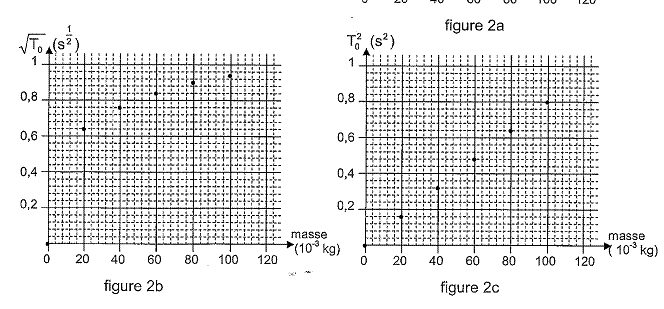 figure 2a
√T₀ (s^½)
1
0,8
0,6
0,4
0,2
0 20 40 60 80 100 120
masse
(10⁻³ kg)
figure 2b
T₀² (s²)
1
0,8
0,6
0,4
0,2
0 20 40 60 80 100 120
masse
( 10⁻³ kg)
figure 2c